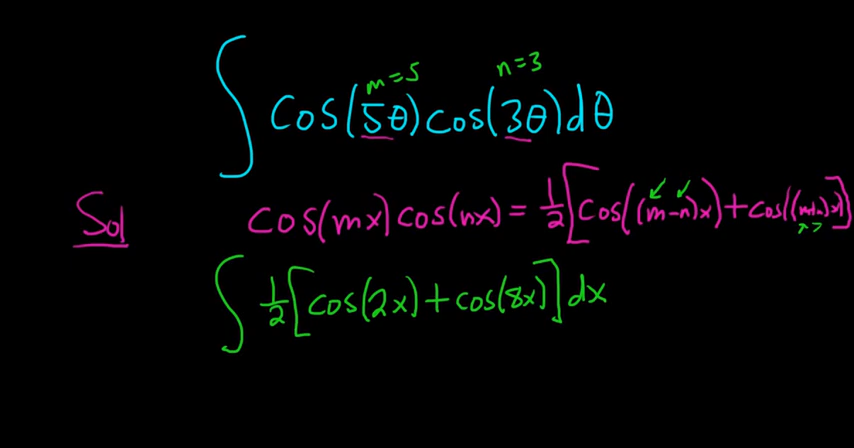 m=5 n=3
∫ cos(5θ)cos(3θ)dθ
Sol cos(mx)cos(nx) = 1/2[cos((m-n)x)+cos((m+n)x)]
∫ 1/2[cos(2x)+cos(8x)]dx